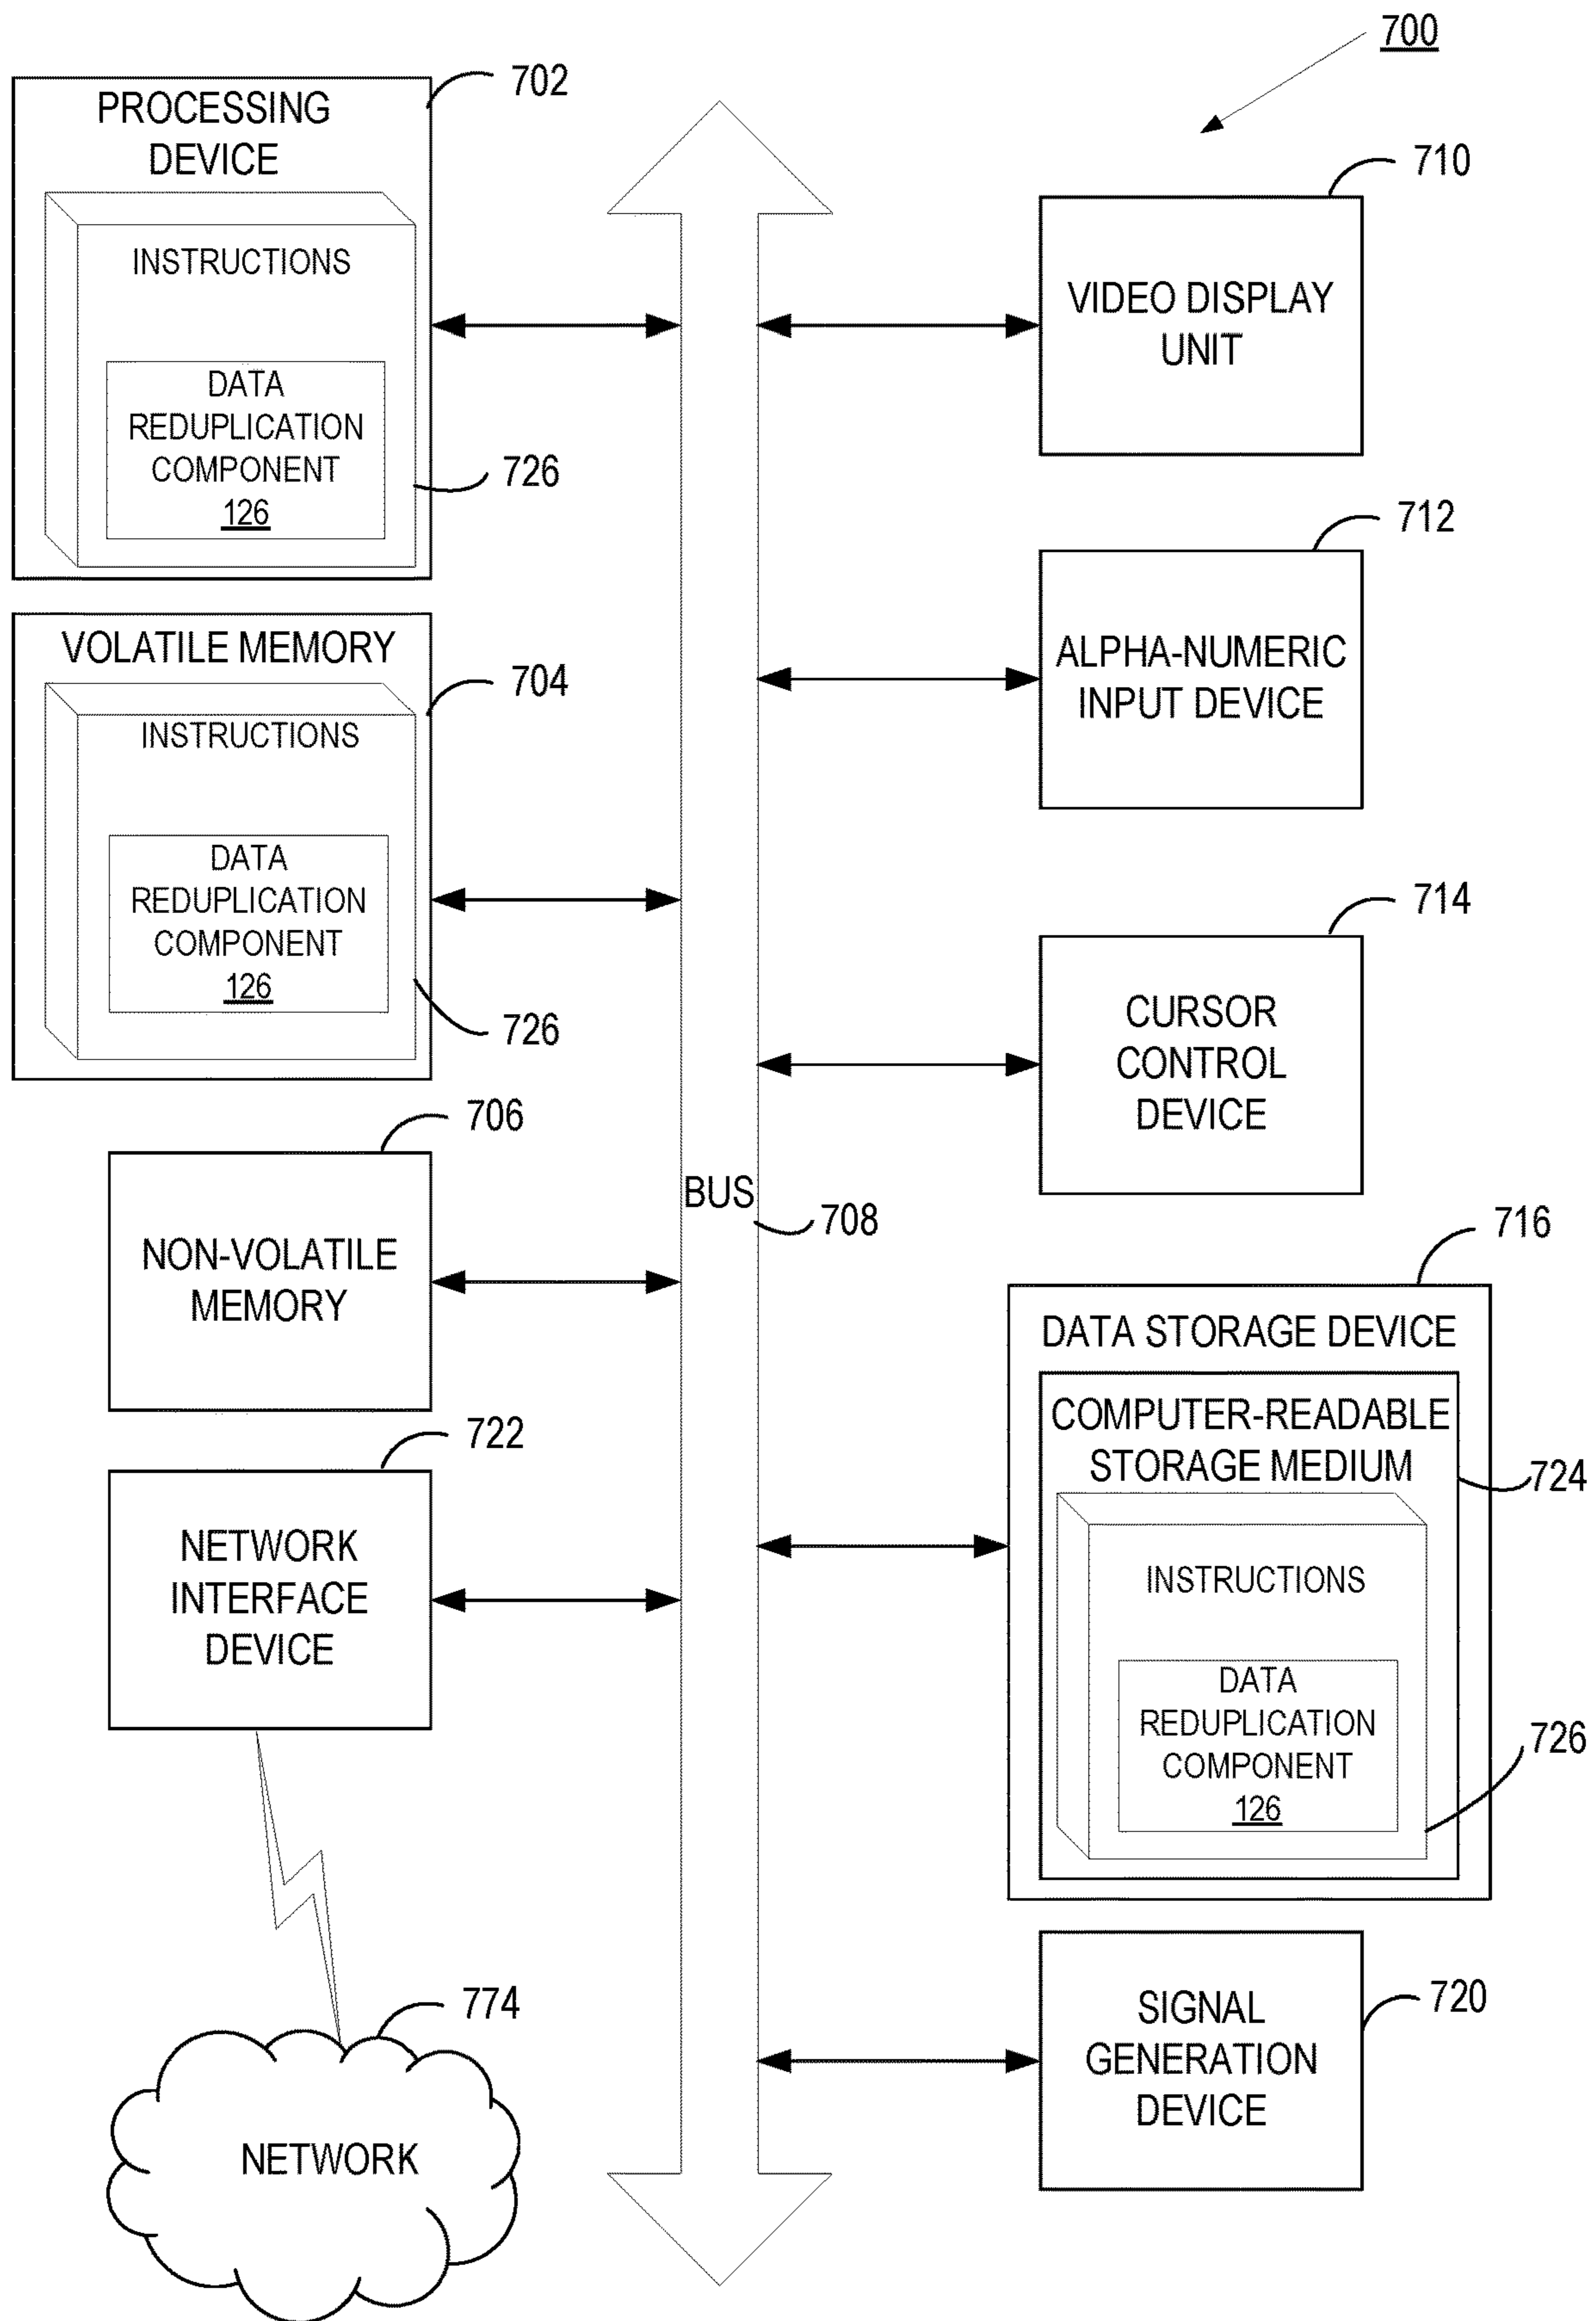 700
702
PROCESSING
DEVICE
INSTRUCTIONS
DATA
REDUPLICATION
COMPONENT
126
726
VOLATILE MEMORY
704
INSTRUCTIONS
DATA
REDUPLICATION
COMPONENT
126
726
706
NON-VOLATILE
MEMORY
722
NETWORK
INTERFACE
DEVICE
774
NETWORK
BUS
708
710
VIDEO DISPLAY
UNIT
712
ALPHA-NUMERIC
INPUT DEVICE
714
CURSOR
CONTROL
DEVICE
716
DATA STORAGE DEVICE
COMPUTER-READABLE
STORAGE MEDIUM
724
INSTRUCTIONS
DATA
REDUPLICATION
COMPONENT
126
726
SIGNAL
GENERATION
DEVICE
720